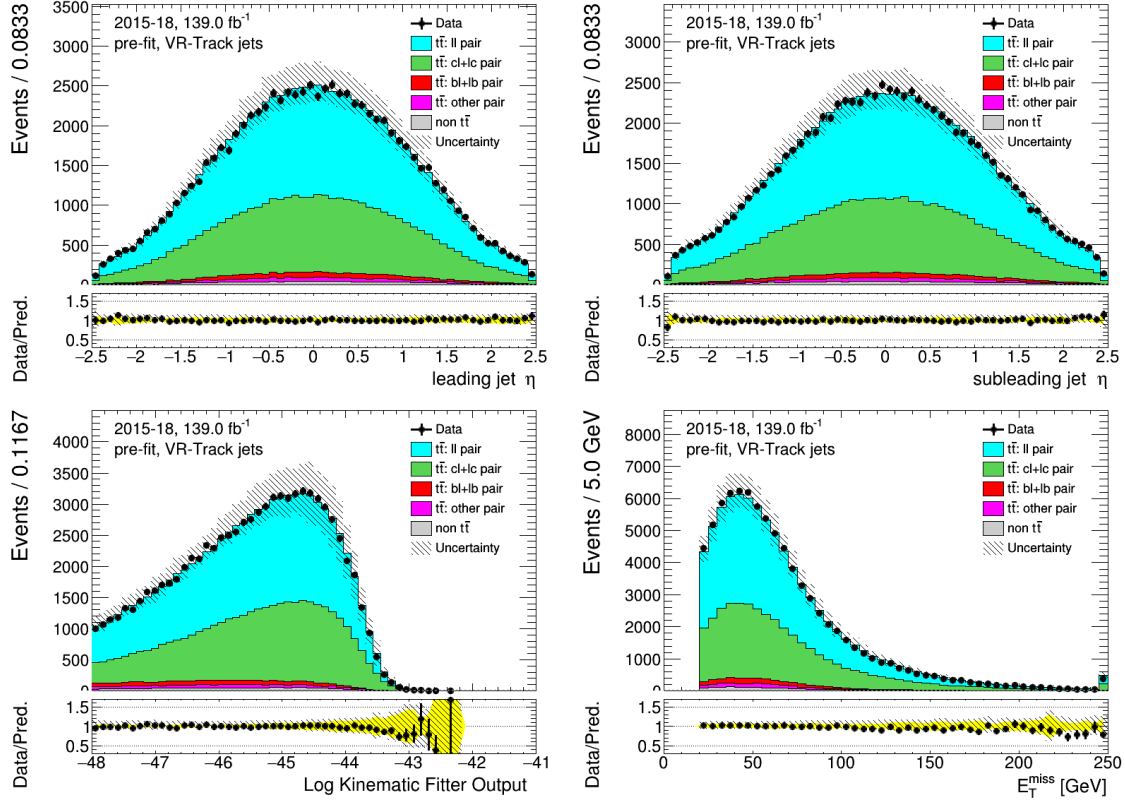 Events / 0.0833
3500
3000
2500
2000
1500
1000
500
0
2015-18, 139.0 fb⁻¹
pre-fit, VR-Track jets
Data
tt̄: ll pair
tt̄: cl+lc pair
tt̄: bl+lb pair
tt̄: other pair
non tt̄
Uncertainty
Data/Pred.
1.5
1
0.5
−2.5 −2 −1.5 −1 −0.5 0 0.5 1 1.5 2 2.5
leading jet η
Events / 0.0833
3000
2500
2000
1500
1000
500
0
2015-18, 139.0 fb⁻¹
pre-fit, VR-Track jets
Data
tt̄: ll pair
tt̄: cl+lc pair
tt̄: bl+lb pair
tt̄: other pair
non tt̄
Uncertainty
Data/Pred.
1.5
1
0.5
−2.5 −2 −1.5 −1 −0.5 0 0.5 1 1.5 2 2.5
subleading jet η
Events / 0.1167
4000
3500
3000
2500
2000
1500
1000
500
0
2015-18, 139.0 fb⁻¹
pre-fit, VR-Track jets
Data
tt̄: ll pair
tt̄: cl+lc pair
tt̄: bl+lb pair
tt̄: other pair
non tt̄
Uncertainty
Data/Pred.
1.5
1
0.5
−48 −47 −46 −45 −44 −43 −42 −41
Log Kinematic Fitter Output
Events / 5.0 GeV
8000
7000
6000
5000
4000
3000
2000
1000
0
2015-18, 139.0 fb⁻¹
pre-fit, VR-Track jets
Data
tt̄: ll pair
tt̄: cl+lc pair
tt̄: bl+lb pair
tt̄: other pair
non tt̄
Uncertainty
Data/Pred.
1.5
1
0.5
0 50 100 150 200 250
E_T^miss [GeV]